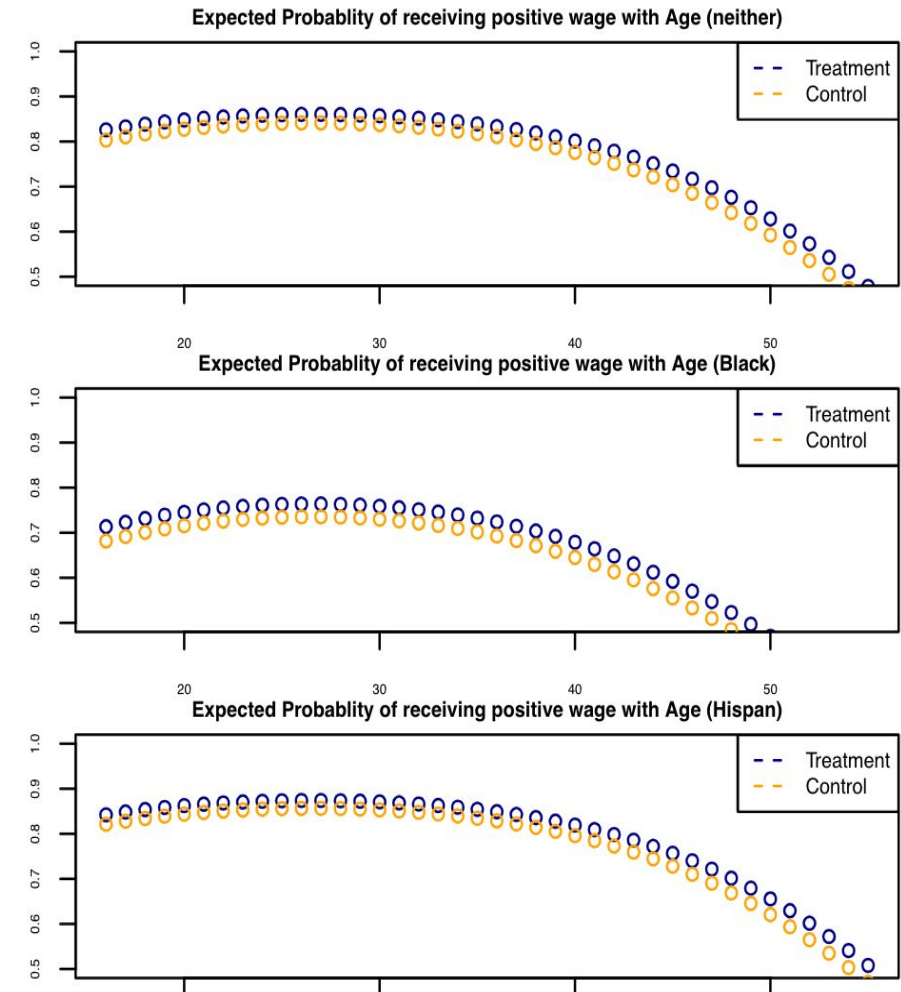 Expected Probablity of receiving positive wage with Age (neither)
1.0
0.9
0.8
0.7
0.6
0.5
Treatment
Control
20 30 40 50
Expected Probablity of receiving positive wage with Age (Black)
1.0
0.9
0.8
0.7
0.6
0.5
Treatment
Control
20 30 40 50
Expected Probablity of receiving positive wage with Age (Hispan)
1.0
0.9
0.8
0.7
0.6
0.5
Treatment
Control